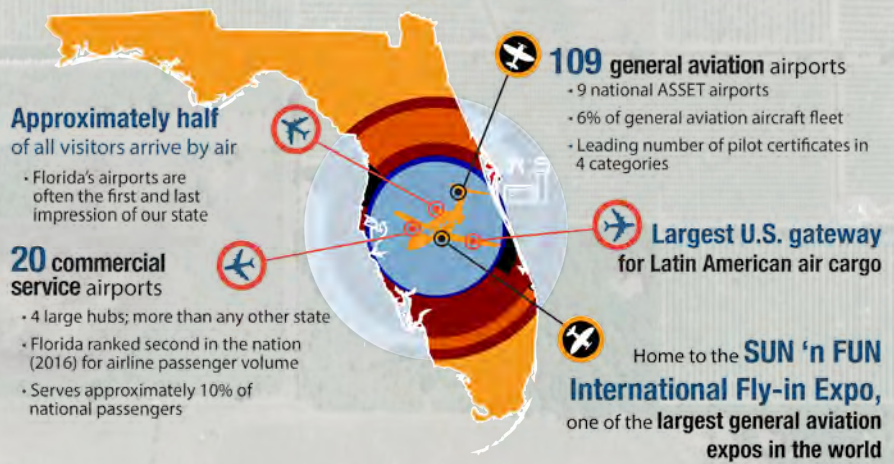 Approximately half
of all visitors arrive by air
• Florida's airports are
often the first and last
impression of our state
20 commercial
service airports
• 4 large hubs; more than any other state
• Florida ranked second in the nation
(2016) for airline passenger volume
• Serves approximately 10% of
national passengers
109 general aviation airports
• 9 national ASSET airports
• 6% of general aviation aircraft fleet
• Leading number of pilot certificates in
4 categories
Largest U.S. gateway
for Latin American air cargo
Home to the SUN 'n FUN
International Fly-in Expo,
one of the largest general aviation
expos in the world